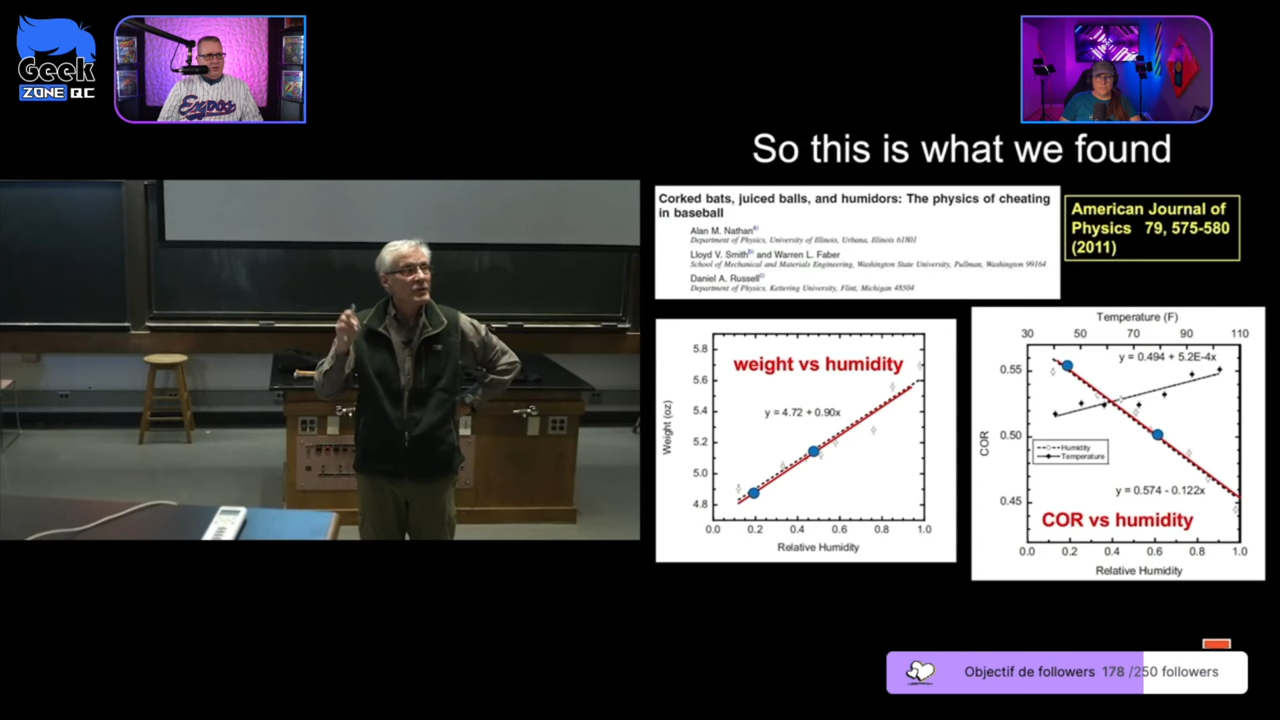 Geek
ZONE QC
Expos
So this is what we found
Corked bats, juiced balls, and humidors: The physics of cheating
in baseball
Alan M. Nathan
Department of Physics, University of Illinois, Urbana, Illinois 61801
Lloyd V. Smith and Warren L. Faber
School of Mechanical and Materials Engineering, Washington State University, Pullman, Washington 99164
Daniel A. Russell
Department of Physics, Kettering University, Flint, Michigan 48504
American Journal of
Physics 79, 575-580
(2011)
weight vs humidity
y = 4.72 + 0.90x
Weight (oz)
5.8
5.6
5.4
5.2
5.0
4.8
0.0 0.2 0.4 0.6 0.8 1.0
Relative Humidity
Temperature (F)
30 50 70 90 110
y = 0.494 + 5.2E-4x
COR
0.55
0.50
0.45
Humidity
Temperature
y = 0.574 - 0.122x
COR vs humidity
0.0 0.2 0.4 0.6 0.8 1.0
Relative Humidity
Objectif de followers 178 /250 followers